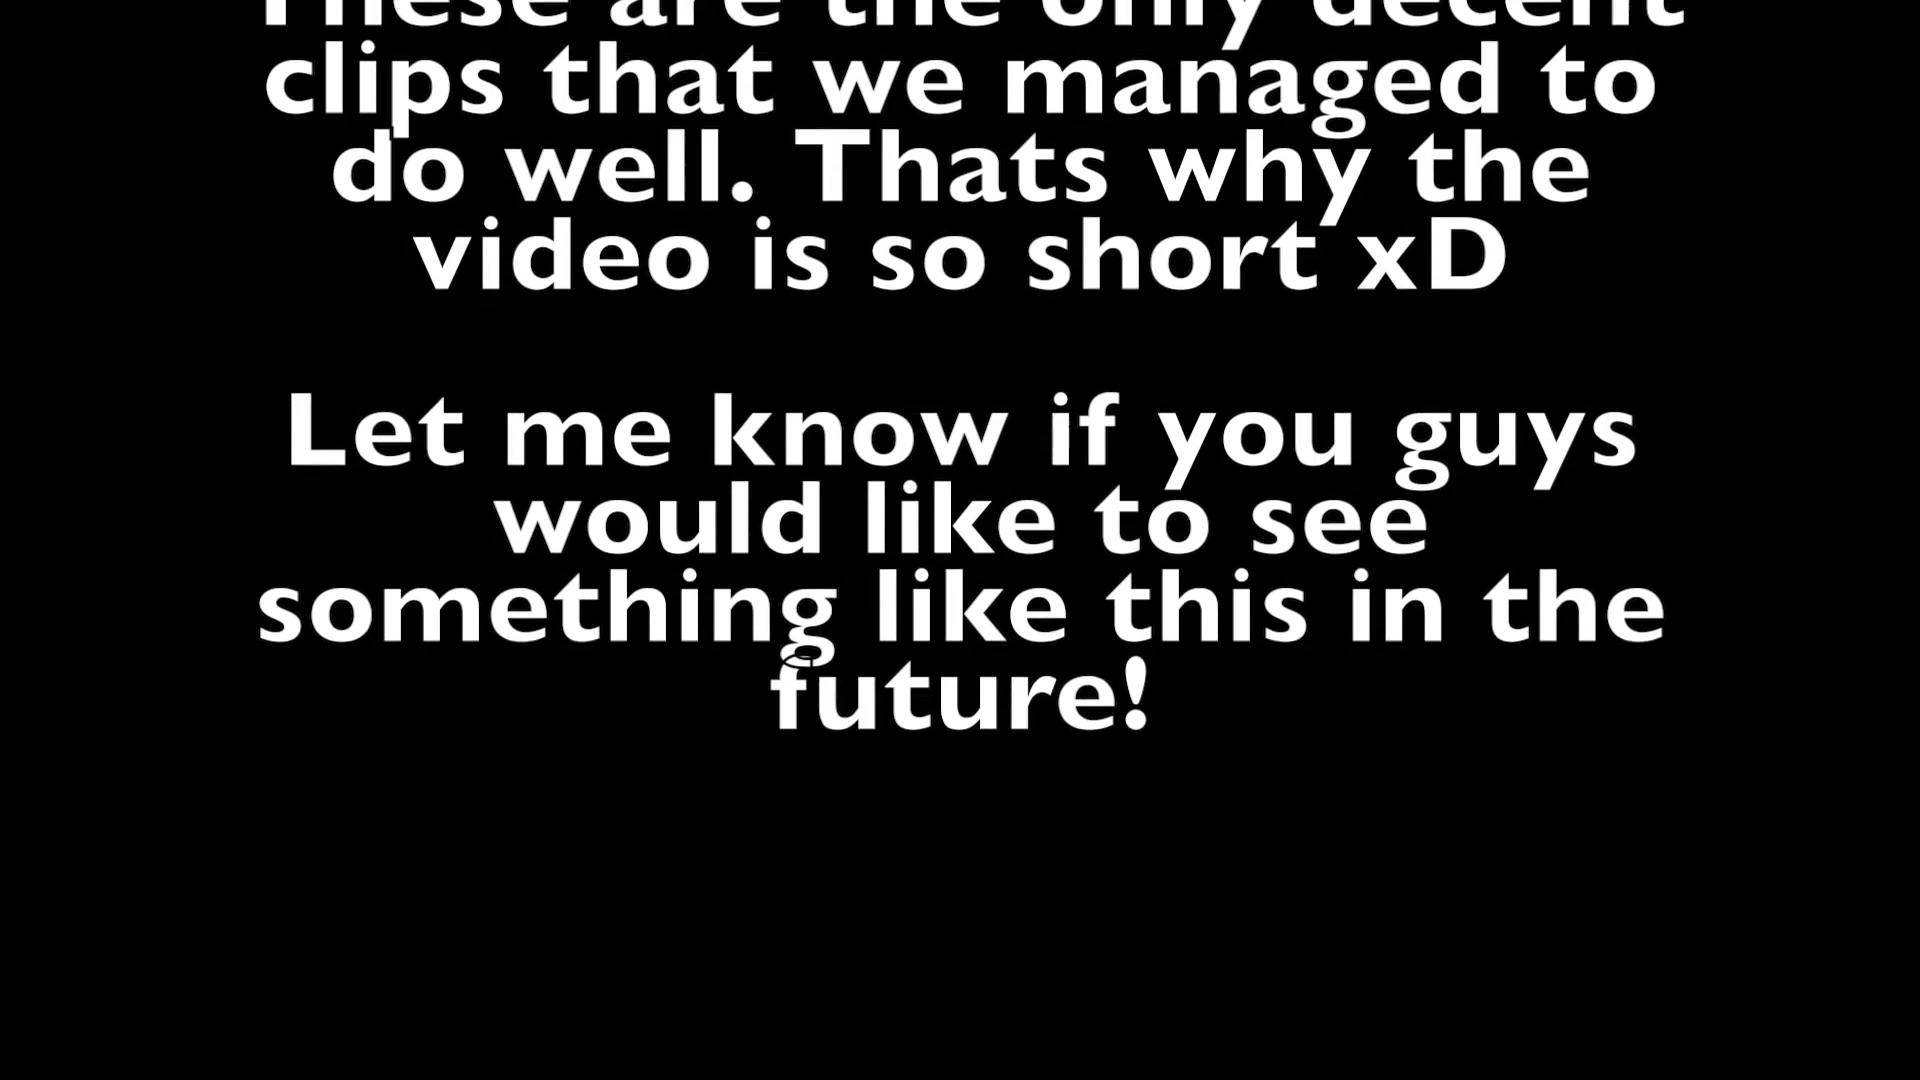 These are the only decent
clips that we managed to
do well. Thats why the
video is so short xD
Let me know if you guys
would like to see
something like this in the
future!